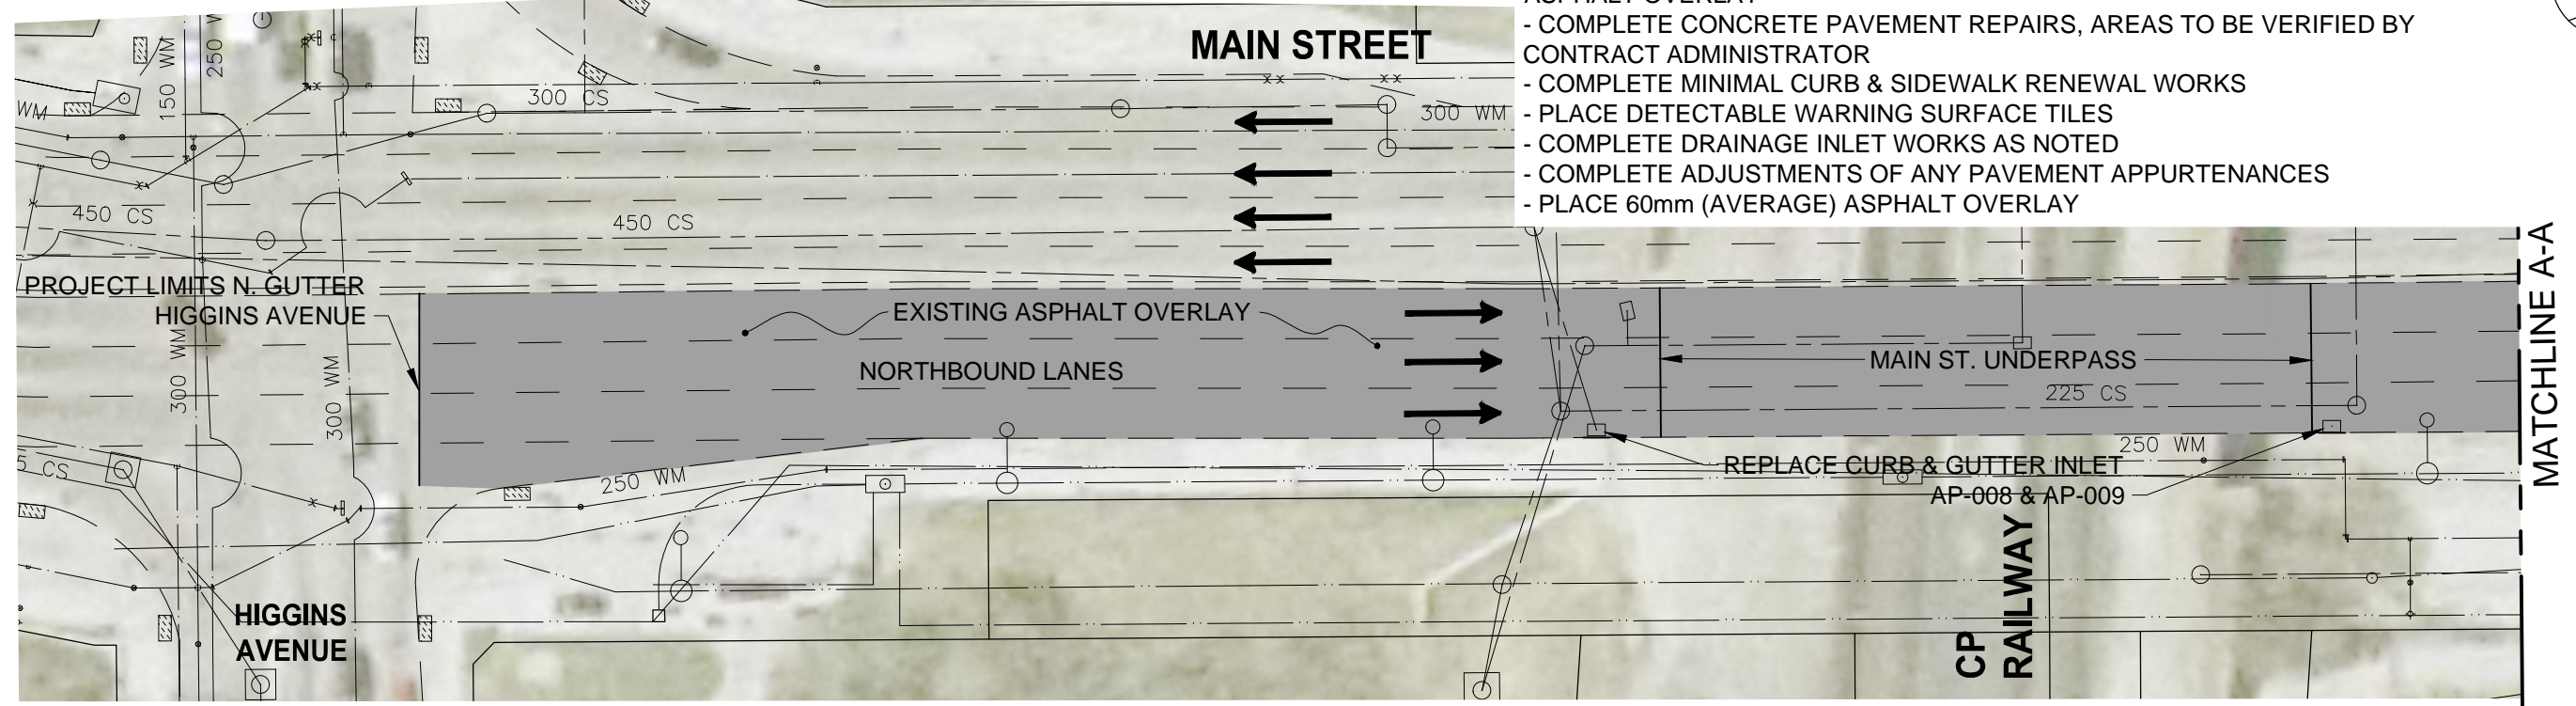 ASPHALT OVERLAY
- COMPLETE CONCRETE PAVEMENT REPAIRS, AREAS TO BE VERIFIED BY
CONTRACT ADMINISTRATOR
- COMPLETE MINIMAL CURB & SIDEWALK RENEWAL WORKS
- PLACE DETECTABLE WARNING SURFACE TILES
- COMPLETE DRAINAGE INLET WORKS AS NOTED
- COMPLETE ADJUSTMENTS OF ANY PAVEMENT APPURTENANCES
- PLACE 60mm (AVERAGE) ASPHALT OVERLAY
MAIN STREET
150 WM
250 W
WM
300 CS
300 WM
450 CS
450 CS
PROJECT LIMITS N. GUTTER
HIGGINS AVENUE
300 WM
300 WM
EXISTING ASPHALT OVERLAY
NORTHBOUND LANES
MAIN ST. UNDERPASS
225 CS
MATCHLINE A-A
250 WM
REPLACE CURB & GUTTER INLET
AP-008 & AP-009
5 CS
250 WM
HIGGINS
AVENUE
CP
RAILWAY